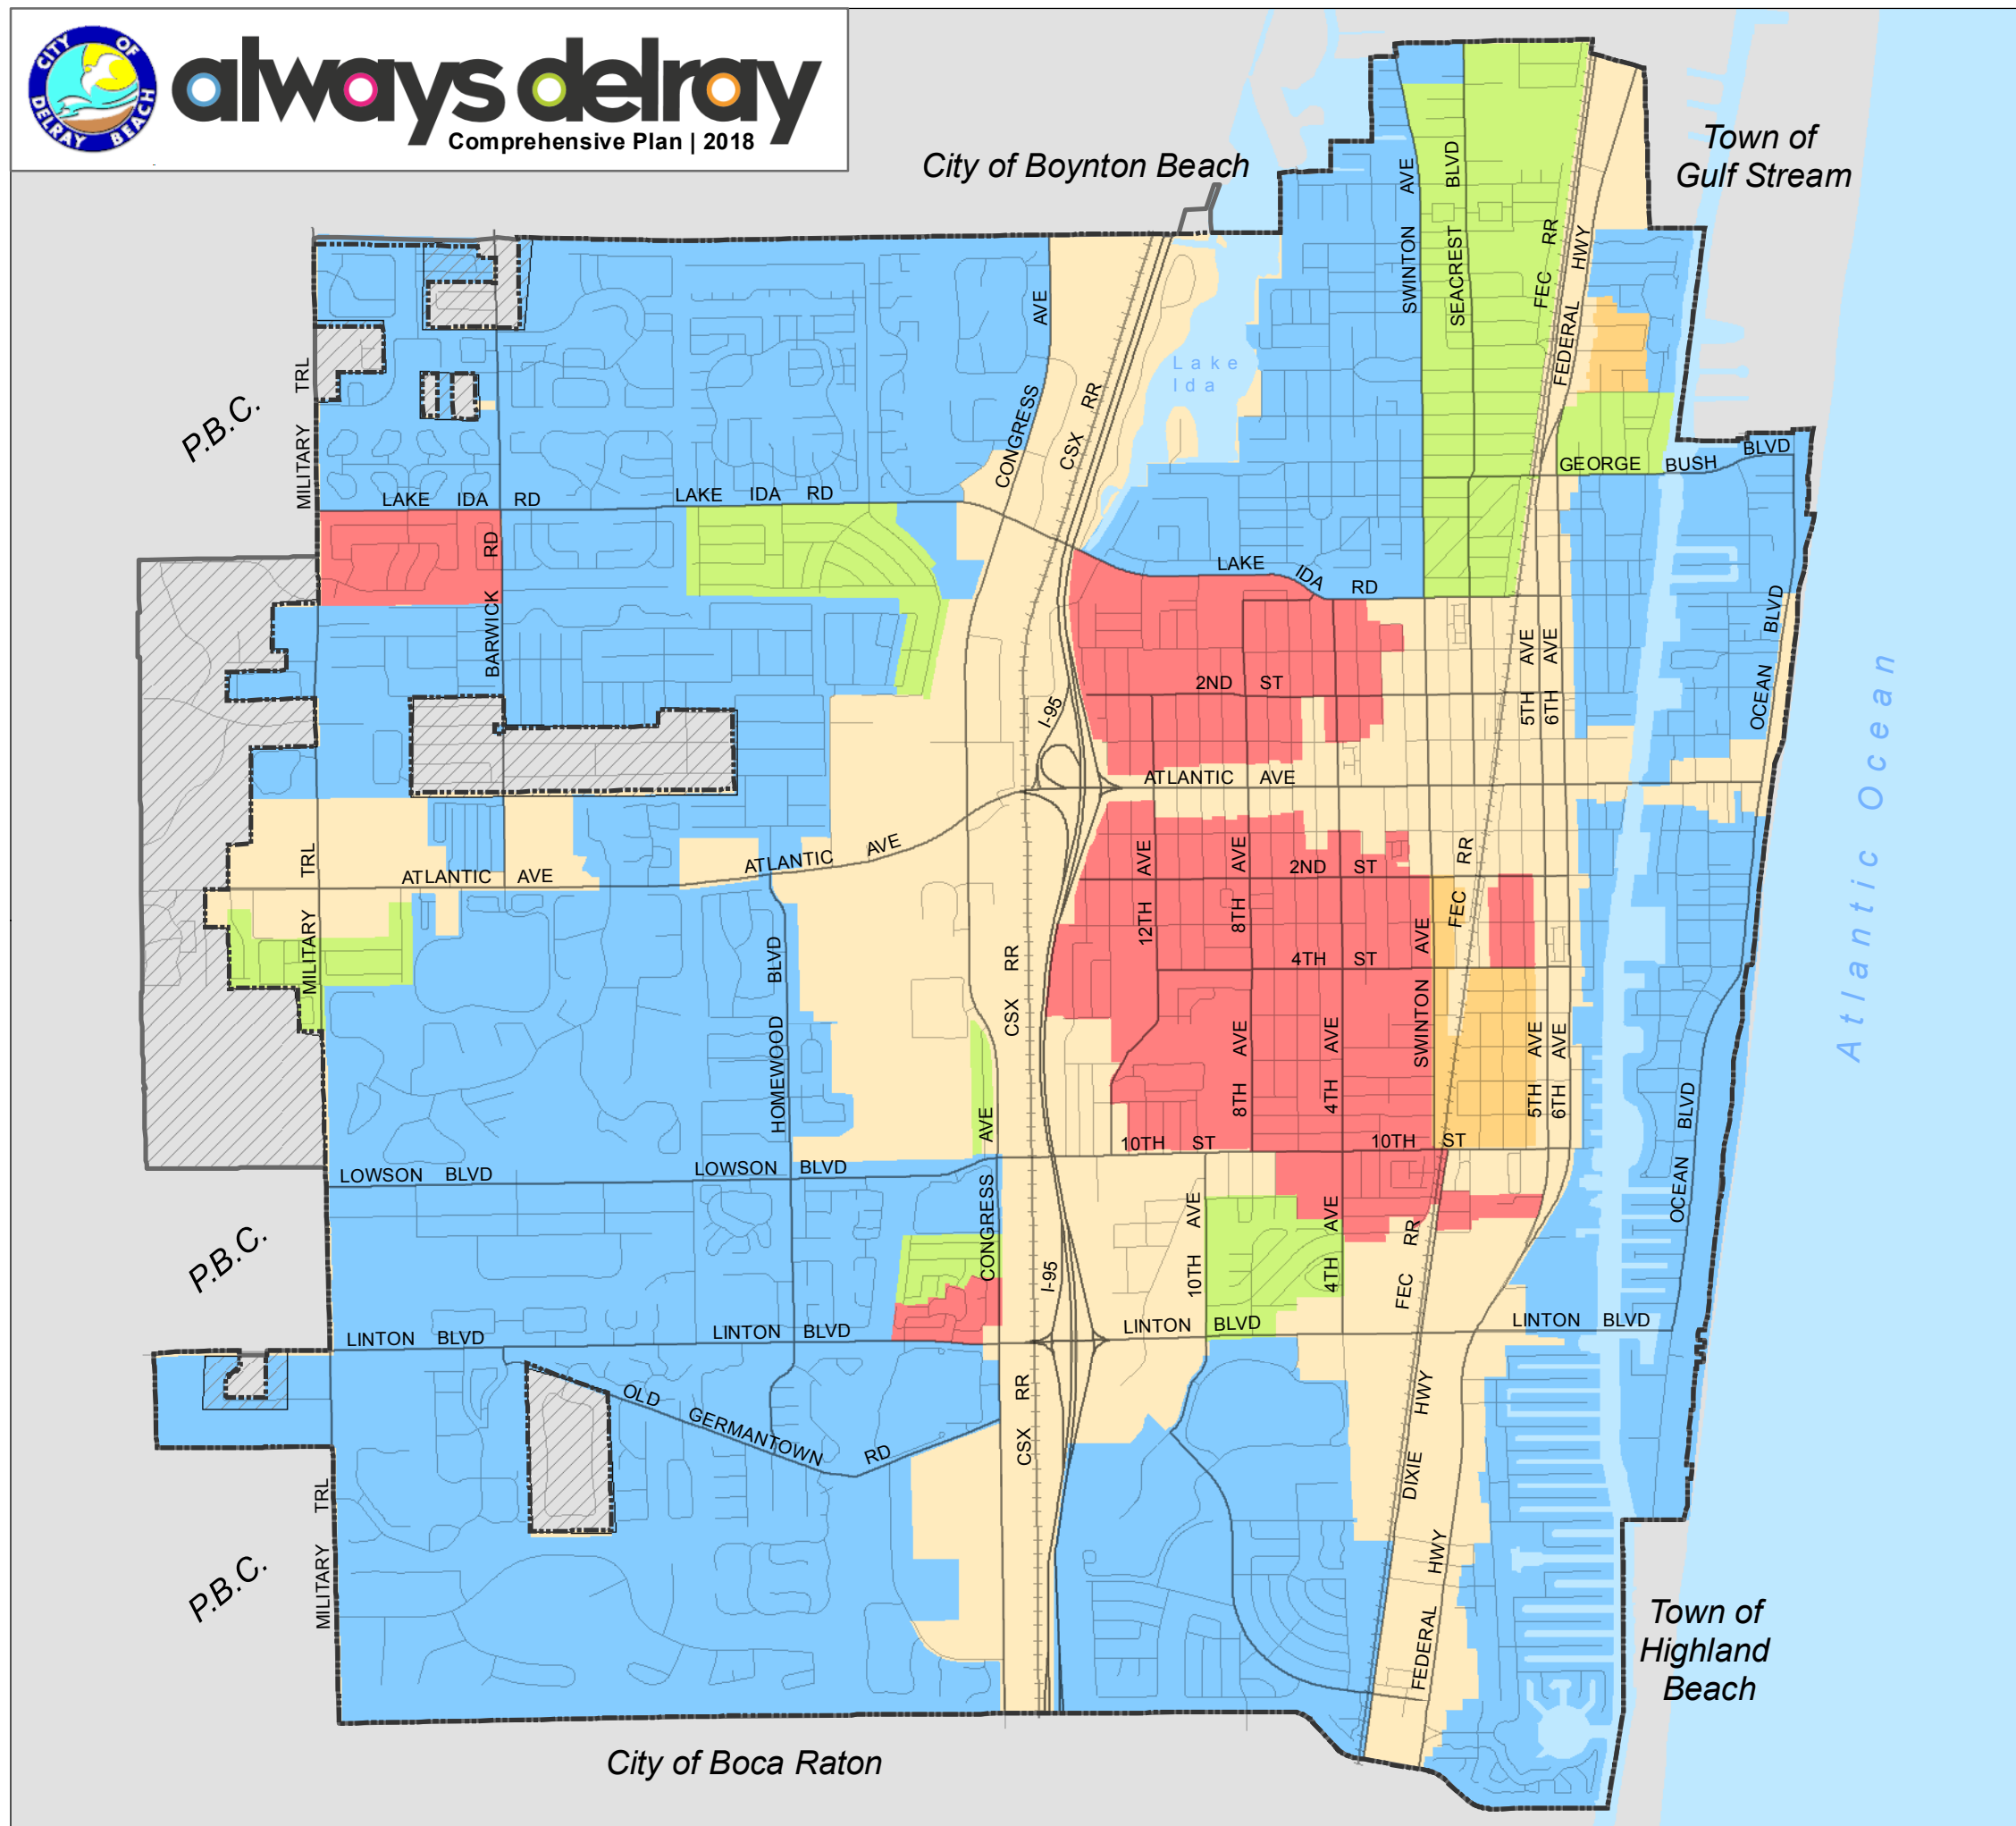 CITY OF
DELRAY BEACH
always delray
Comprehensive Plan | 2018
City of Boynton Beach
Town of
Gulf Stream
SWINTON AVE
SEACREST BLVD
FEC RR
FEDERAL HWY
Lake
Ida
P.B.C.
MILITARY TRL
CONGRESS AVE
CSX RR
GEORGE BUSH BLVD
LAKE IDA RD
LAKE IDA RD
BARWICK RD
LAKE IDA RD
OCEAN BLVD
5TH AVE
6TH AVE
2ND ST
I-95
ATLANTIC AVE
Atlantic Ocean
ATLANTIC AVE
ATLANTIC AVE
MILITARY TRL
12TH AVE
8TH AVE
2ND ST
FEC RR
SWINTON AVE
4TH ST
HOMEWOOD BLVD
CSX RR
8TH AVE
4TH AVE
5TH AVE
6TH AVE
OCEAN BLVD
10TH ST
10TH ST
LOWSON BLVD
LOWSON BLVD
CONGRESS AVE
10TH AVE
4TH AVE
FEC RR
P.B.C.
I-95
LINTON BLVD
LINTON BLVD
LINTON BLVD
LINTON BLVD
OLD GERMANTOWN RD
CSX RR
DIXIE HWY
FEDERAL HWY
MILITARY TRL
P.B.C.
Town of
Highland
Beach
City of Boca Raton